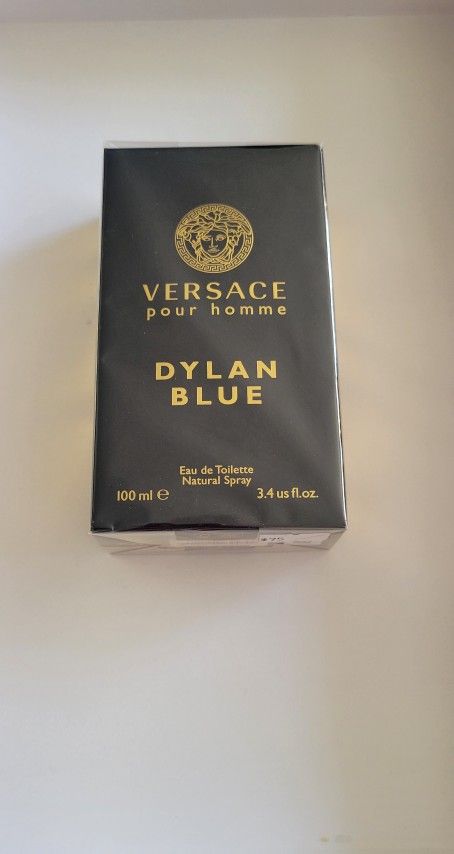 VERSACE
pour homme
DYLAN
BLUE
Eau de Toilette
Natural Spray
100 ml ℮
3.4 us fl.oz.